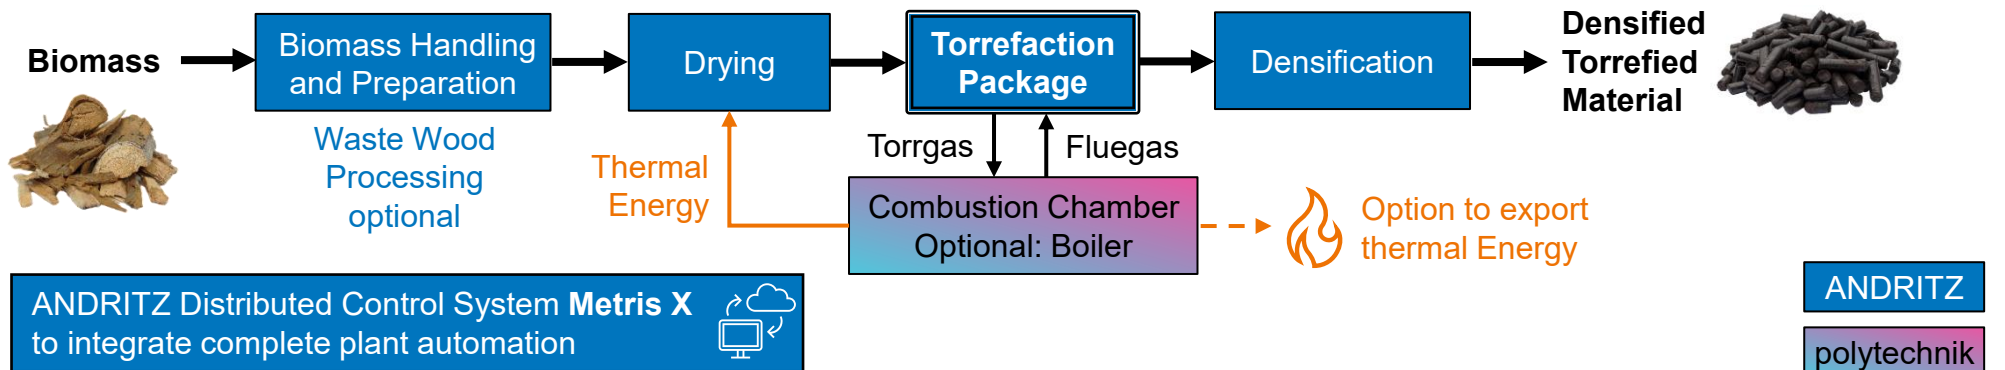 Biomass
Biomass Handling
and Preparation
Waste Wood
Processing
optional
Drying
Thermal
Energy
Torrefaction
Package
Torrgas
Fluegas
Combustion Chamber
Optional: Boiler
Densification
Densified
Torrefied
Material
Option to export
thermal Energy
ANDRITZ Distributed Control System Metris X
to integrate complete plant automation
ANDRITZ
polytechnik